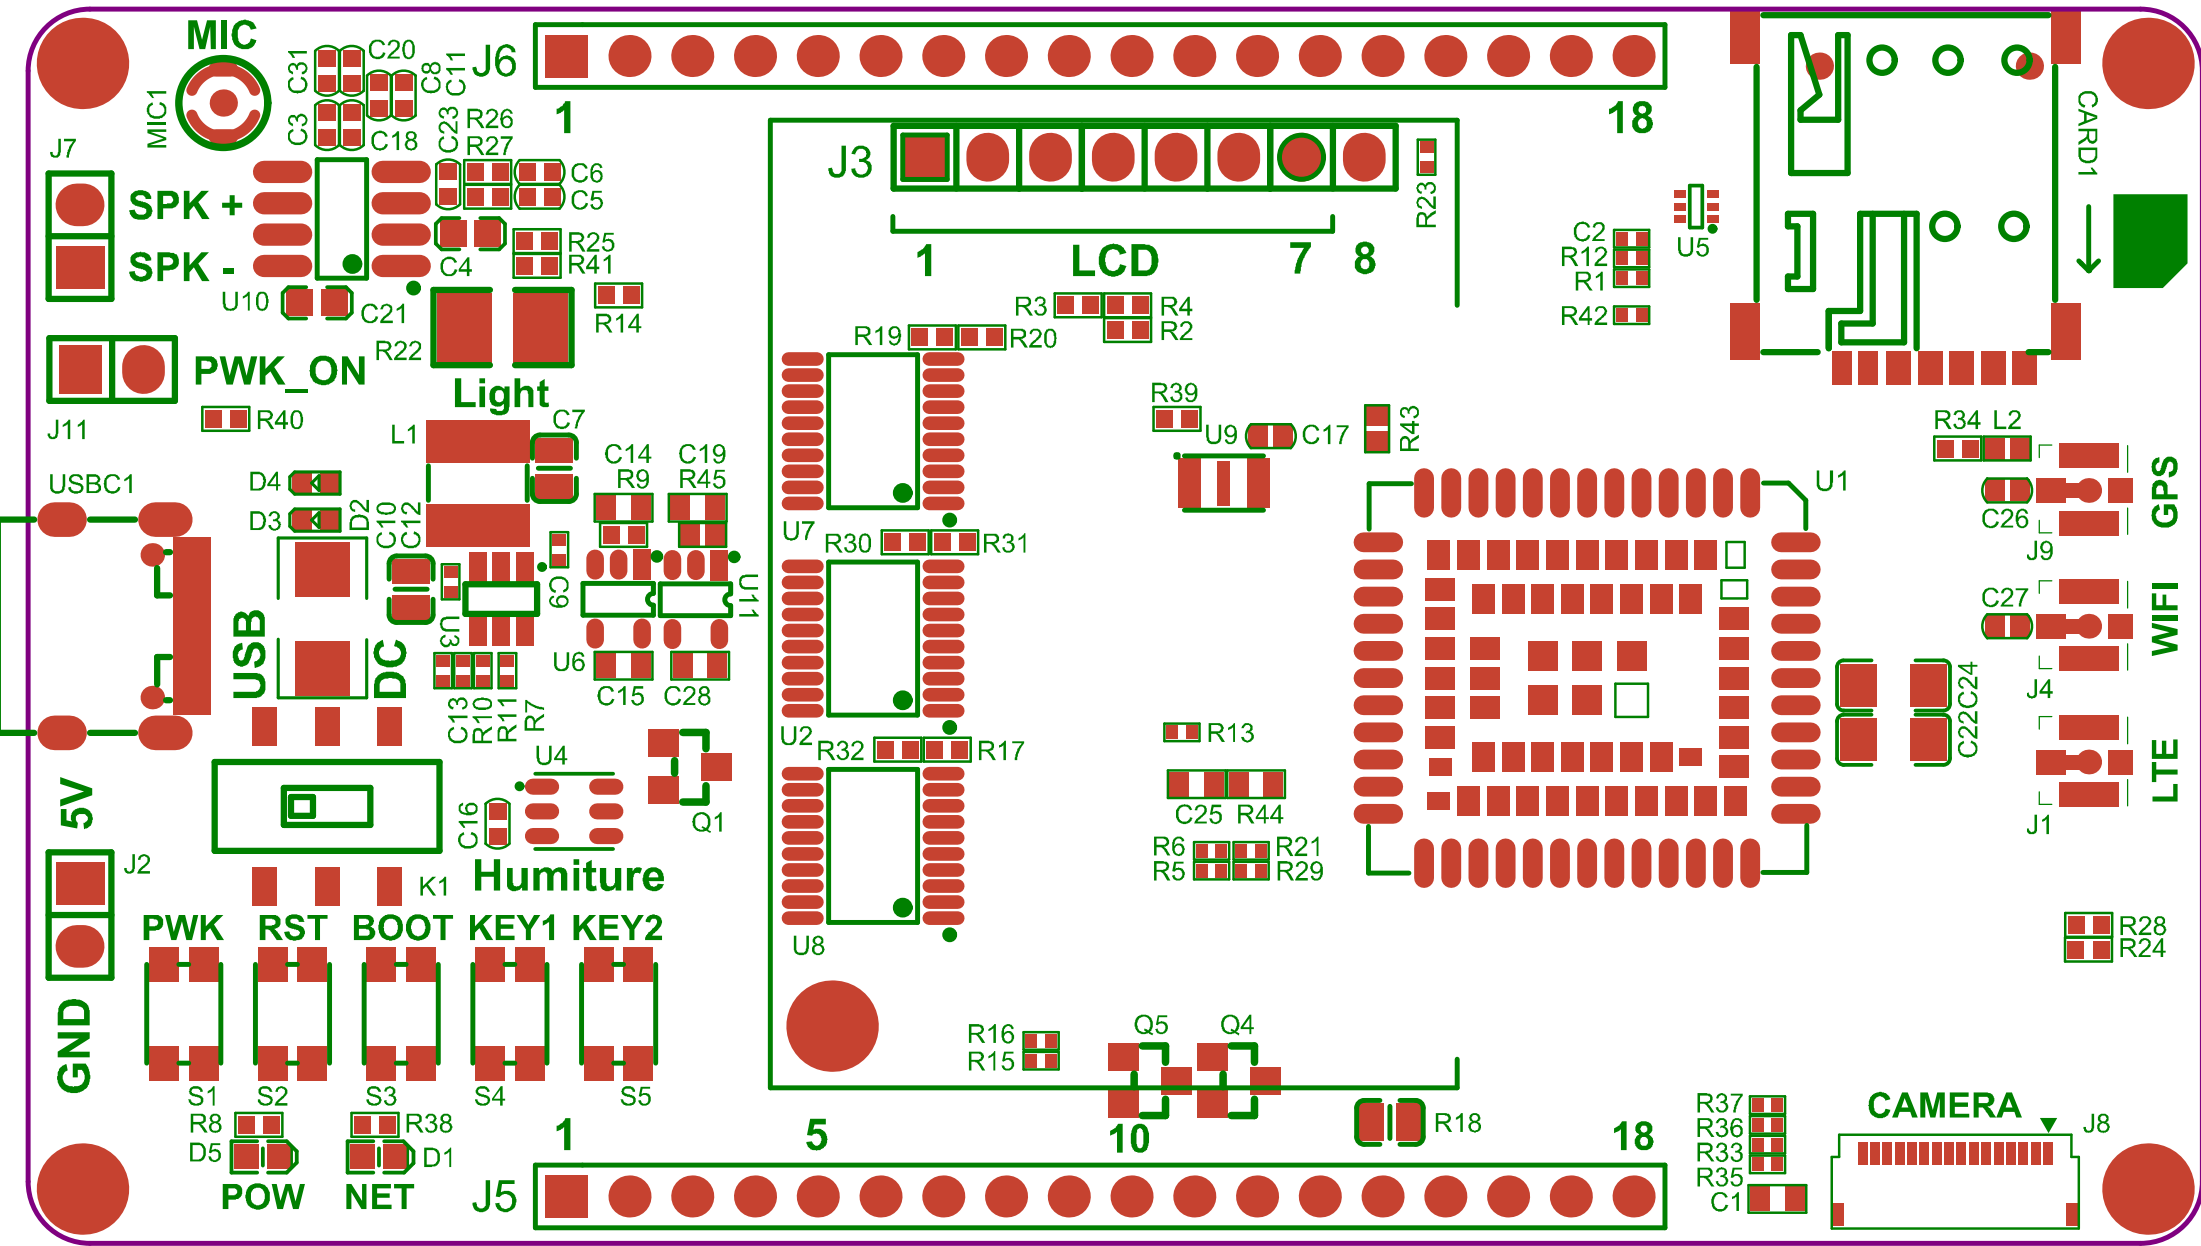 MIC
MIC1
C31
C20
C8
C11
C3
C18
C23
R26
R27
C6
C5
J6
1
18
J7
SPK +
SPK -
U10
C21
C4
R25
R41
R14
R22
Light
J3
1
LCD
7
8
R23
CARD1
C2
R12
R1
R42
U5
PWK_ON
J11
R40
R3
R4
R2
R19
R20
L1
C7
C14
R9
C19
R45
R39
U9
C17
R43
U1
R34
L2
GPS
C26
J9
USBC1
D4
D3
D2
C10
C12
U7
R30
R31
C9
U11
U3
U6
C15
C28
USB
DC
C13
R10
R11
R7
C27
WIFI
J4
C24
C22
LTE
J1
U2
R32
R17
R13
C25
R44
R6
R5
R21
R29
U4
C16
Q1
Humiture
5V
J2
K1
GND
PWK
RST
BOOT
KEY1
KEY2
U8
S1
S2
S3
S4
S5
R28
R24
R16
R15
Q5
Q4
R18
R8
D5
R38
D1
POW
NET
1
5
10
18
J5
R37
R36
R33
R35
C1
CAMERA
J8